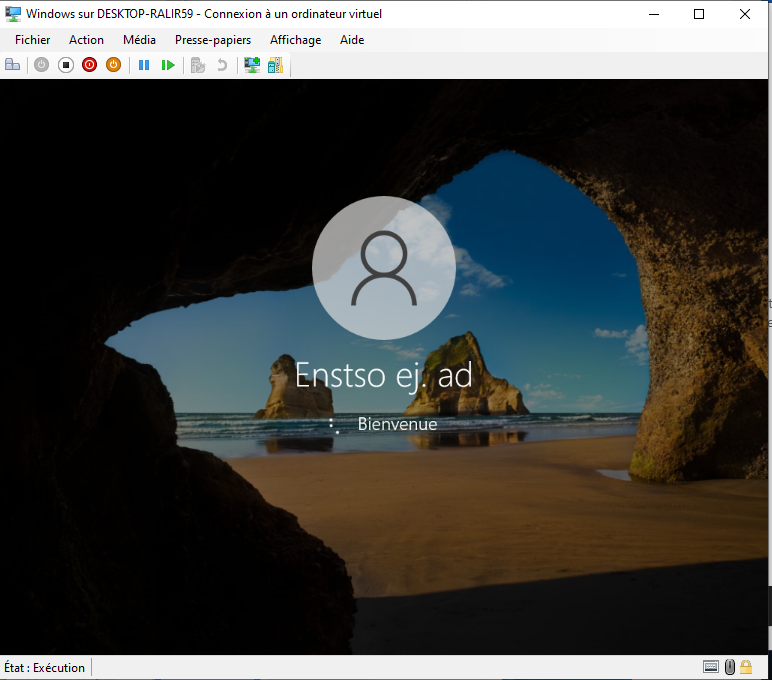 Windows sur DESKTOP-RALIR59 - Connexion à un ordinateur virtuel
Fichier Action Média Presse-papiers Affichage Aide
Enstso ej. ad
Bienvenue
État : Exécution